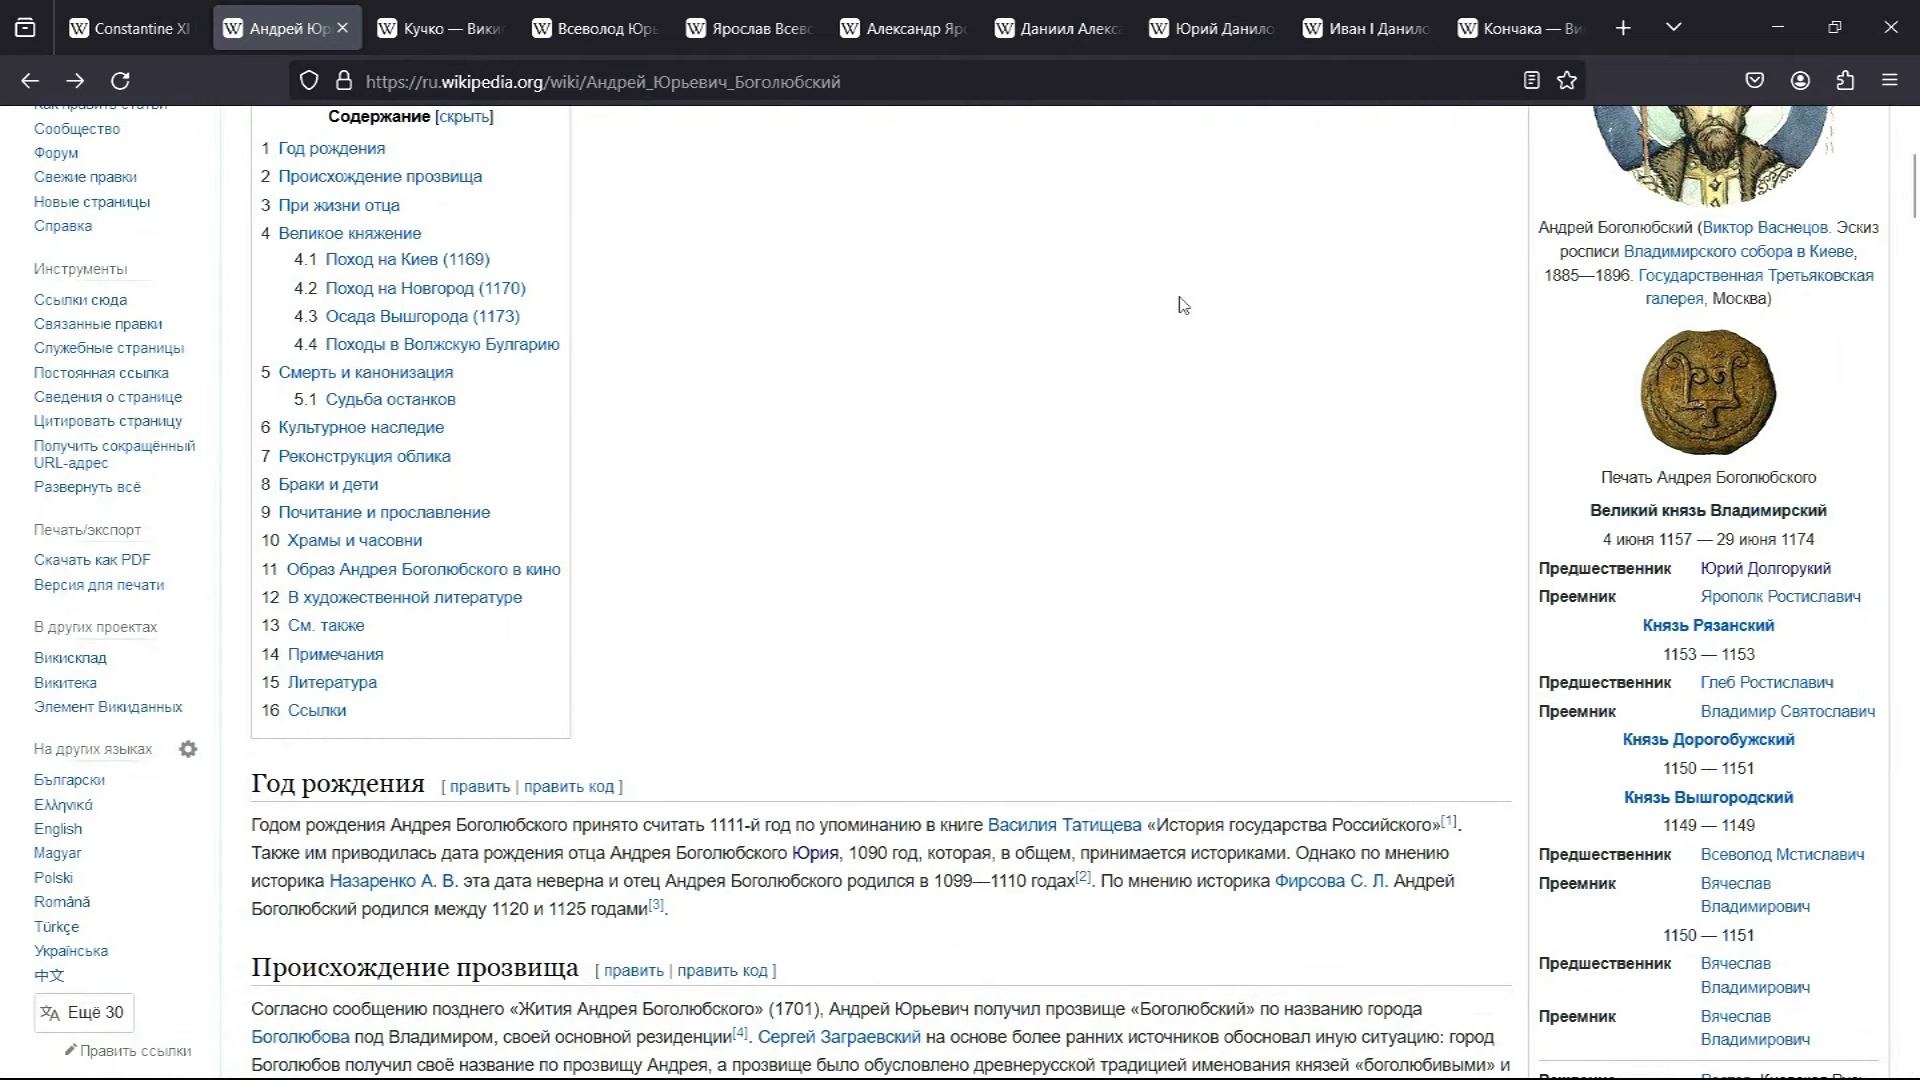 Constantine XI
Андрей Юр
Кучко — Вики
Всеволод Юрь
Ярослав Всево
Александр Яро
Даниил Алекса
Юрий Данило
Иван I Данило
Кончака — Ви
https://ru.wikipedia.org/wiki/Андрей_Юрьевич_Боголюбский
Как править статьи
Сообщество
Форум
Свежие правки
Новые страницы
Справка
Инструменты
Ссылки сюда
Связанные правки
Служебные страницы
Постоянная ссылка
Сведения о странице
Цитировать страницу
Получить сокращённый
URL-адрес
Развернуть всё
Печать/экспорт
Скачать как PDF
Версия для печати
В других проектах
Викисклад
Викитека
Элемент Викиданных
На других языках
Български
Ελληνικά
English
Magyar
Polski
Română
Türkçe
Українська
中文
Ещё 30
Править ссылки
Содержание [скрыть]
1 Год рождения
2 Происхождение прозвища
3 При жизни отца
4 Великое княжение
4.1 Поход на Киев (1169)
4.2 Поход на Новгород (1170)
4.3 Осада Вышгорода (1173)
4.4 Походы в Волжскую Булгарию
5 Смерть и канонизация
5.1 Судьба останков
6 Культурное наследие
7 Реконструкция облика
8 Браки и дети
9 Почитание и прославление
10 Храмы и часовни
11 Образ Андрея Боголюбского в кино
12 В художественной литературе
13 См. также
14 Примечания
15 Литература
16 Ссылки
Год рождения [ править | править код ]
Годом рождения Андрея Боголюбского принято считать 1111-й год по упоминанию в книге Василия Татищева «История государства Российского»[1].
Также им приводилась дата рождения отца Андрея Боголюбского Юрия, 1090 год, которая, в общем, принимается историками. Однако по мнению
историка Назаренко А. В. эта дата неверна и отец Андрея Боголюбского родился в 1099—1110 годах[2]. По мнению историка Фирсова С. Л. Андрей
Боголюбский родился между 1120 и 1125 годами[3].
Происхождение прозвища [ править | править код ]
Согласно сообщению позднего «Жития Андрея Боголюбского» (1701), Андрей Юрьевич получил прозвище «Боголюбский» по названию города
Боголюбова под Владимиром, своей основной резиденции[4]. Сергей Заграевский на основе более ранних источников обосновал иную ситуацию: город
Боголюбов получил своё название по прозвищу Андрея, а прозвище было обусловлено древнерусской традицией именования князей «боголюбивыми» и
Андрей Боголюбский (Виктор Васнецов. Эскиз
росписи Владимирского собора в Киеве,
1885—1896. Государственная Третьяковская
галерея, Москва)
Печать Андрея Боголюбского
Великий князь Владимирский
4 июня 1157 — 29 июня 1174
Предшественник Юрий Долгорукий
Преемник Ярополк Ростиславич
Князь Рязанский
1153 — 1153
Предшественник Глеб Ростиславич
Преемник Владимир Святославич
Князь Дорогобужский
1150 — 1151
Князь Вышгородский
1149 — 1149
Предшественник Всеволод Мстиславич
Преемник Вячеслав
Владимирович
1150 — 1151
Предшественник Вячеслав
Владимирович
Преемник Вячеслав
Владимирович